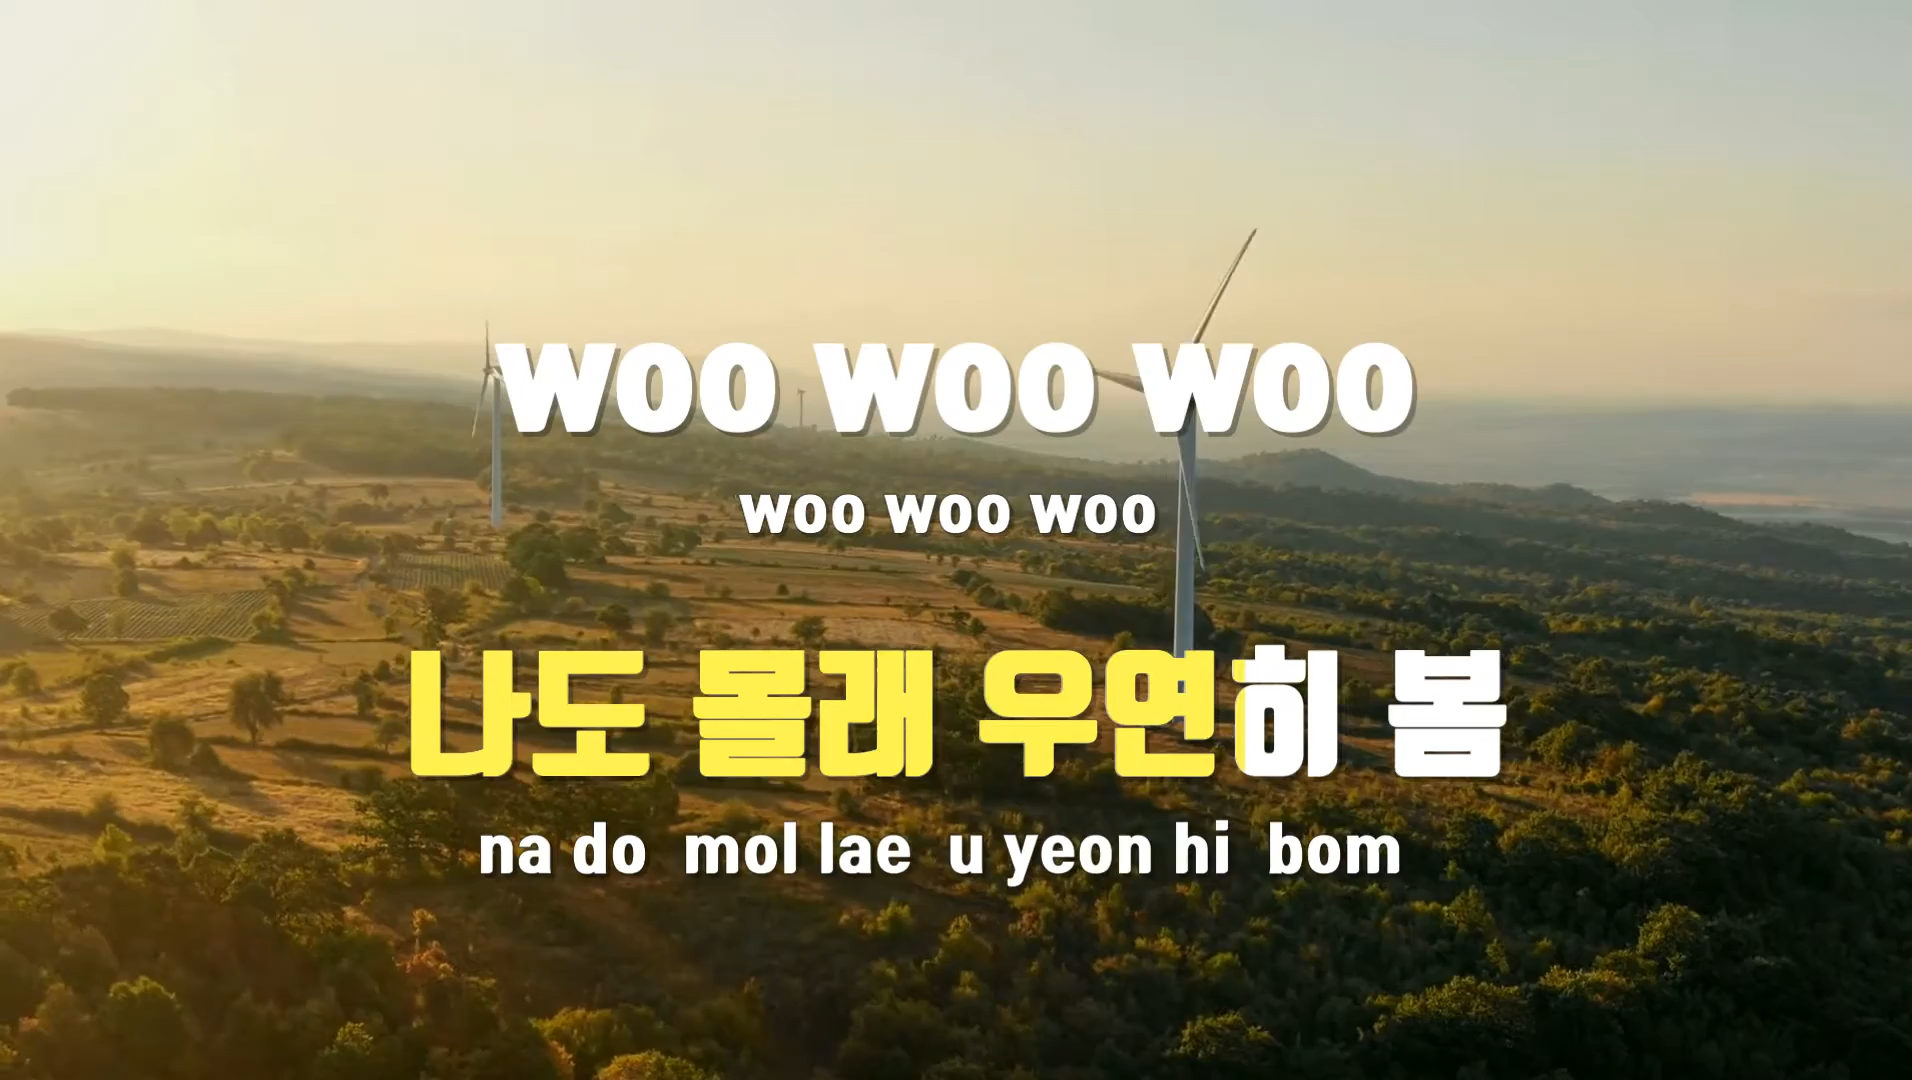 woo woo woo
woo woo woo
나도 몰래 우연히 봄
na do mol lae u yeon hi bom